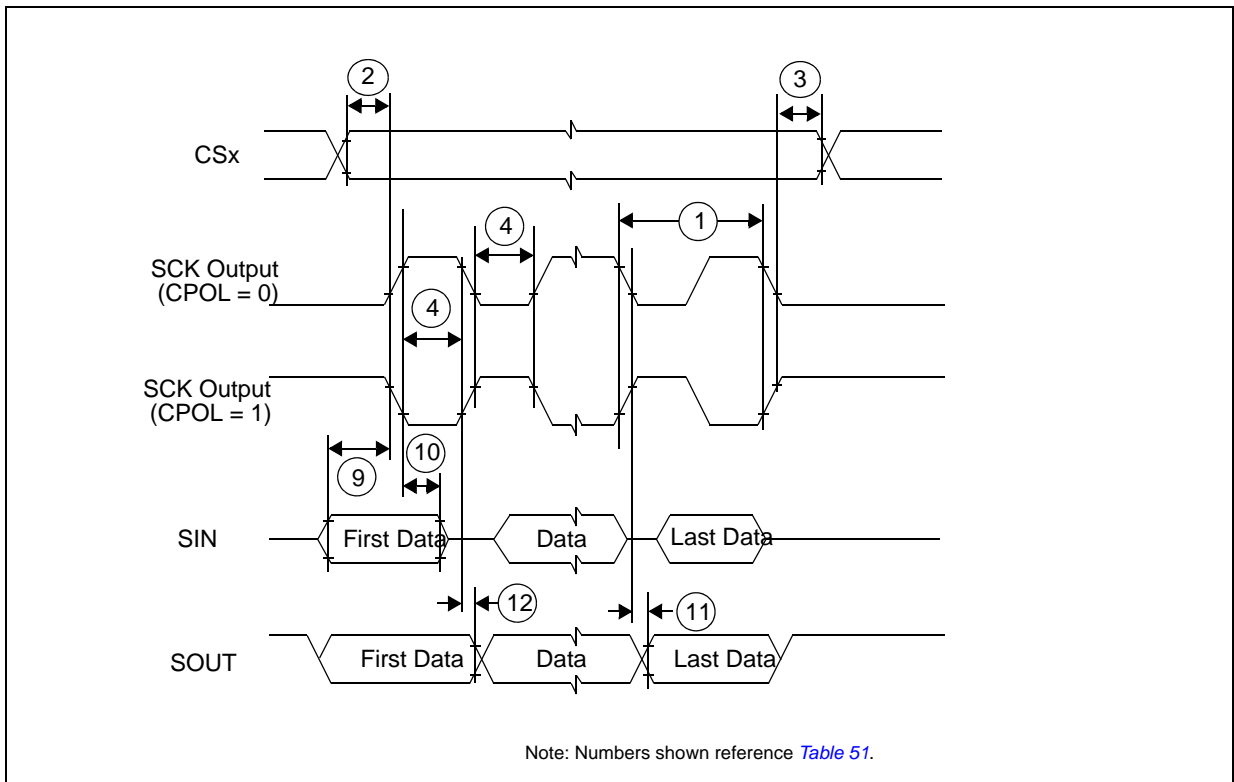 2
3
CSx
4
1
SCK Output
(CPOL = 0)
4
SCK Output
(CPOL = 1)
9
10
SIN
First Data
Data
Last Data
12
11
SOUT
First Data
Data
Last Data
Note: Numbers shown reference Table 51.